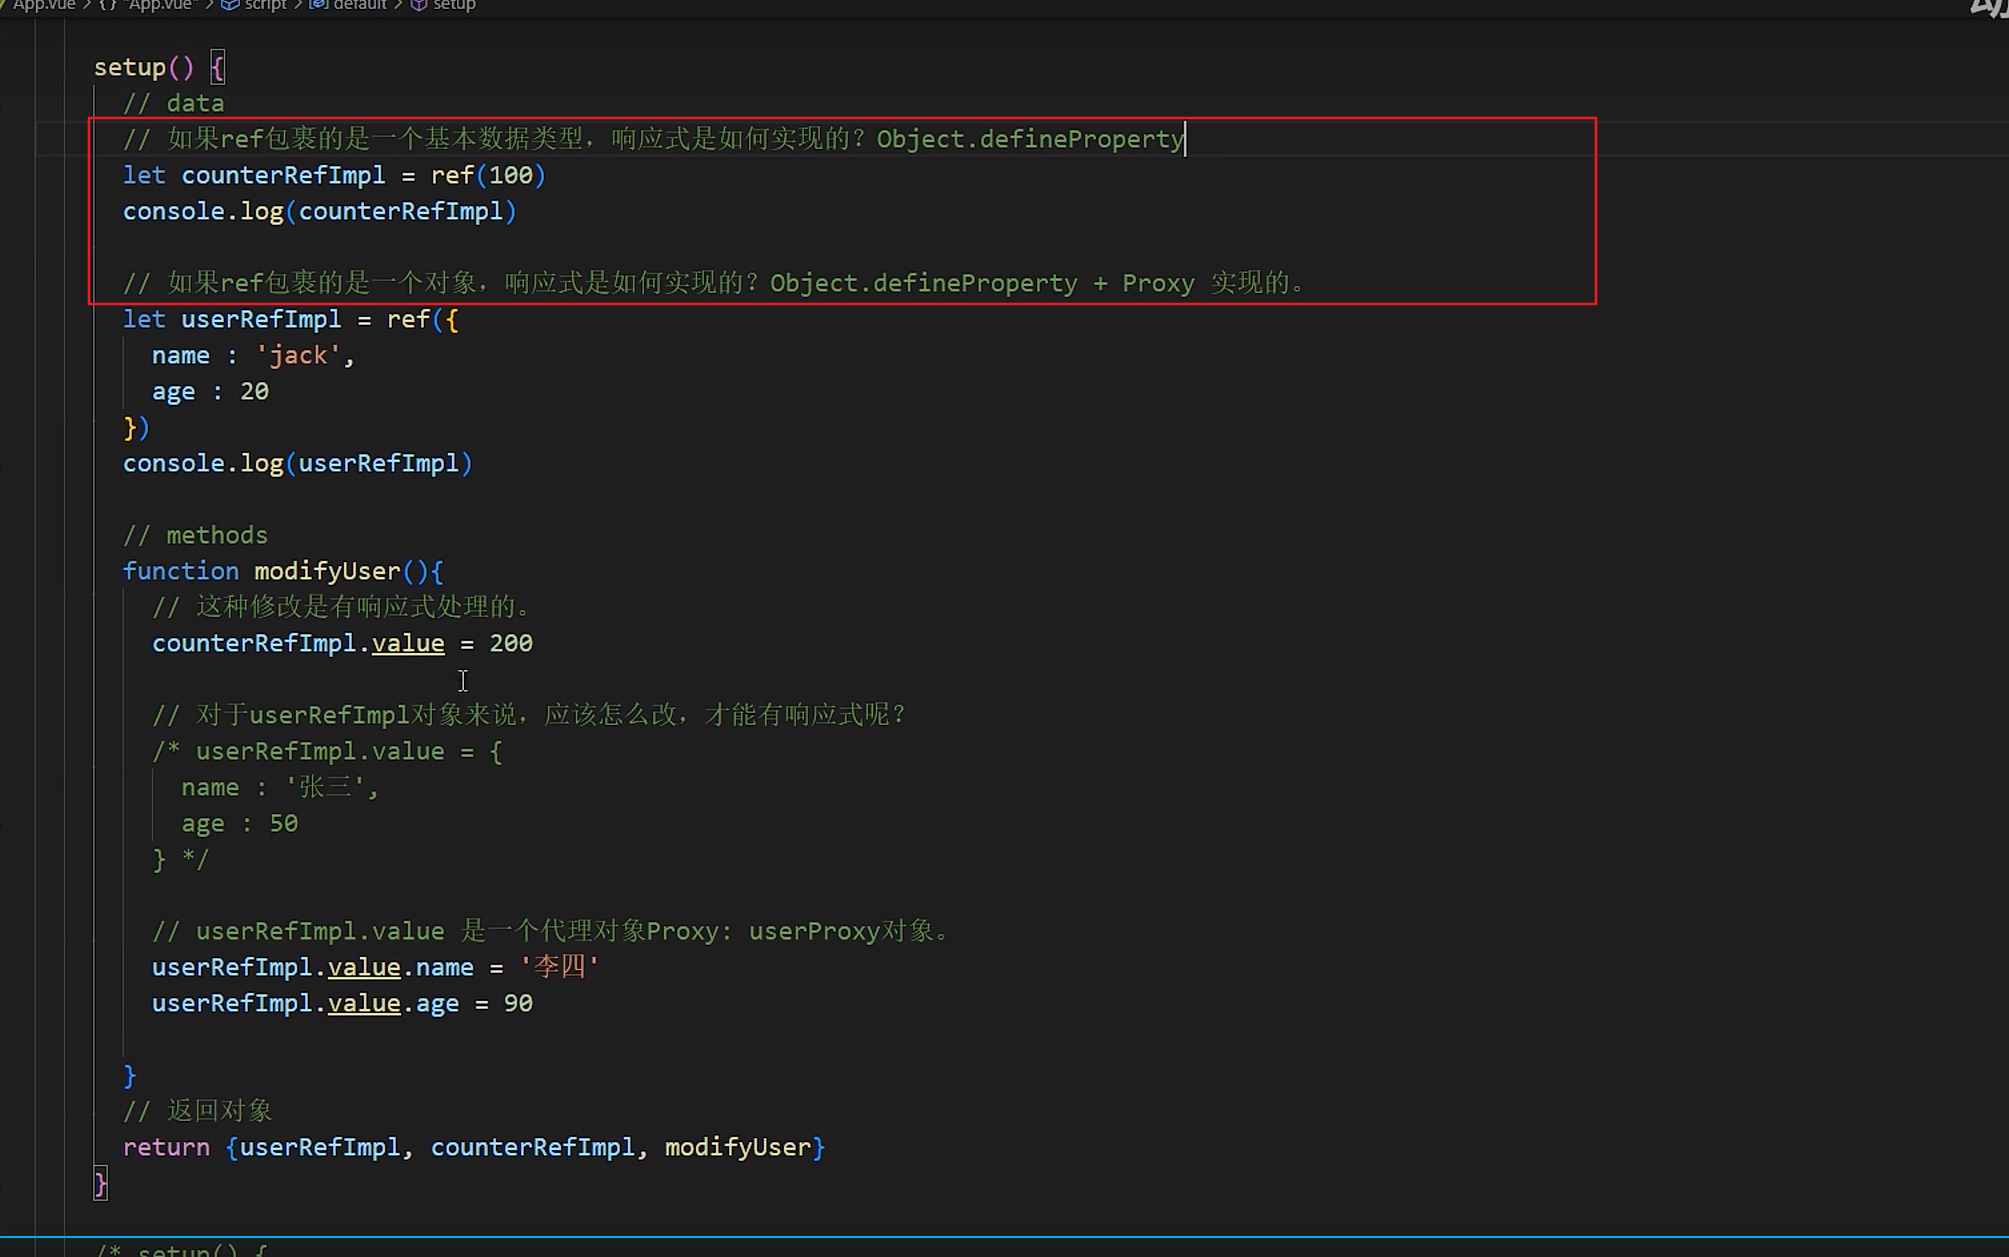 App.vue > {} "App.vue" > script > default > setup
动
setup() {
// data
// 如果ref包裹的是一个基本数据类型，响应式是如何实现的？Object.defineProperty
let counterRefImpl = ref(100)
console.log(counterRefImpl)
// 如果ref包裹的是一个对象，响应式是如何实现的？Object.defineProperty + Proxy 实现的。
let userRefImpl = ref({
name : 'jack',
age : 20
})
console.log(userRefImpl)
// methods
function modifyUser(){
// 这种修改是有响应式处理的。
counterRefImpl.value = 200
// 对于userRefImpl对象来说，应该怎么改，才能有响应式呢？
/* userRefImpl.value = {
name : '张三',
age : 50
} */
// userRefImpl.value 是一个代理对象Proxy: userProxy对象。
userRefImpl.value.name = '李四'
userRefImpl.value.age = 90
}
// 返回对象
return {userRefImpl, counterRefImpl, modifyUser}
}
/* setup() {